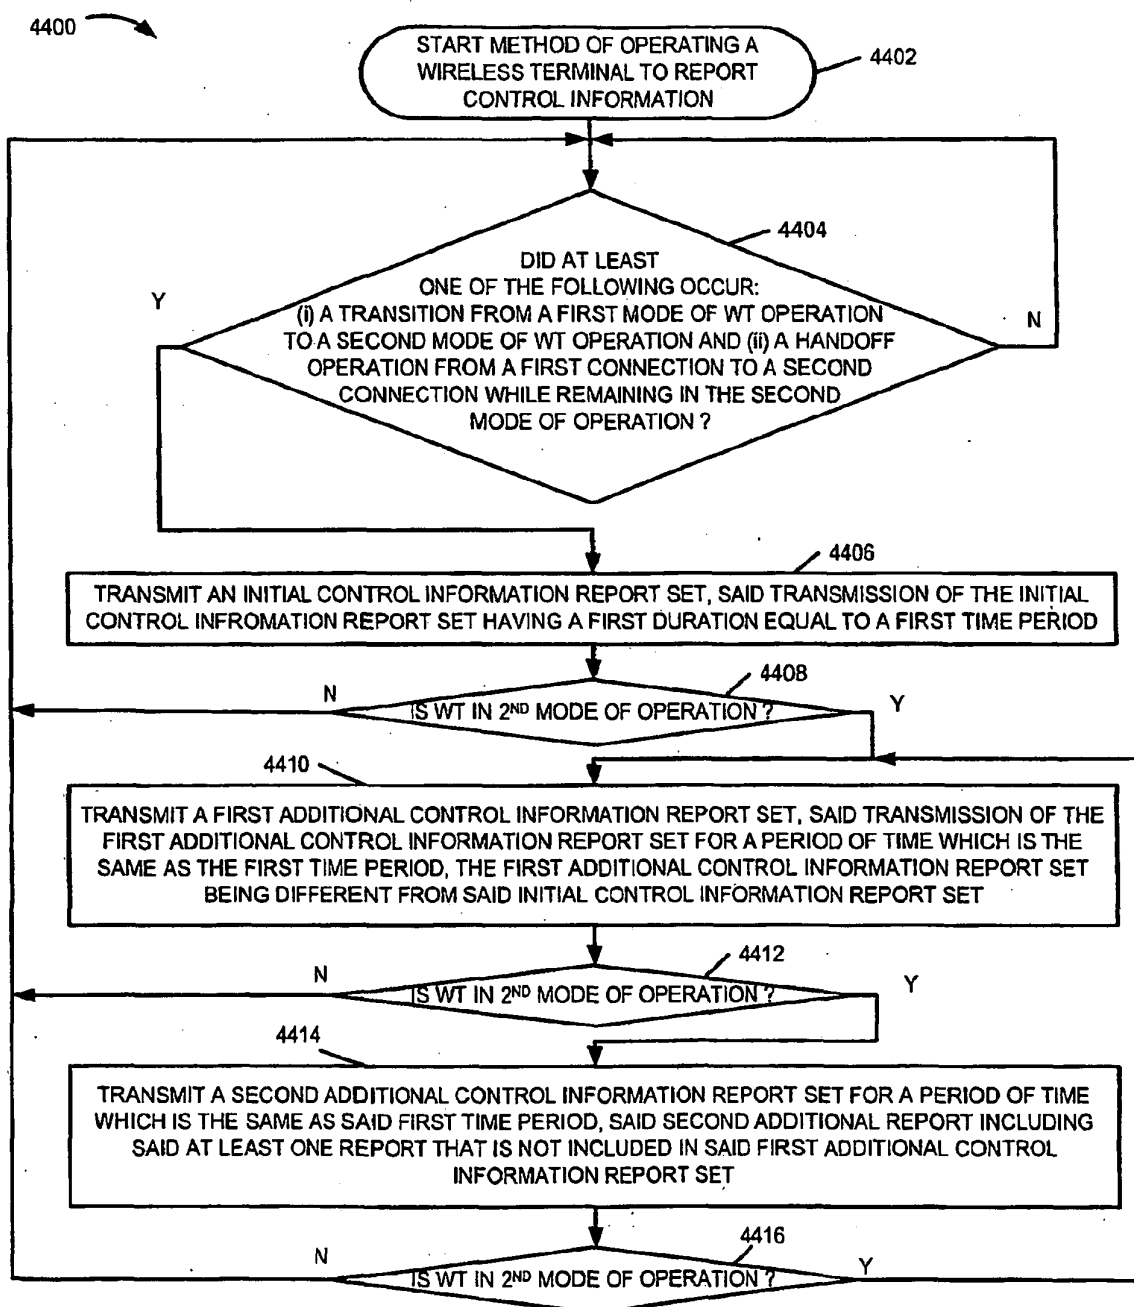 4400
START METHOD OF OPERATING A
WIRELESS TERMINAL TO REPORT
CONTROL INFORMATION
4402
4404
DID AT LEAST
ONE OF THE FOLLOWING OCCUR:
(i) A TRANSITION FROM A FIRST MODE OF WT OPERATION
TO A SECOND MODE OF WT OPERATION AND (ii) A HANDOFF
OPERATION FROM A FIRST CONNECTION TO A SECOND
CONNECTION WHILE REMAINING IN THE SECOND
MODE OF OPERATION ?
Y
N
4406
TRANSMIT AN INITIAL CONTROL INFORMATION REPORT SET, SAID TRANSMISSION OF THE INITIAL
CONTROL INFROMATION REPORT SET HAVING A FIRST DURATION EQUAL TO A FIRST TIME PERIOD
4408
N
IS WT IN 2ND MODE OF OPERATION ?
Y
4410
TRANSMIT A FIRST ADDITIONAL CONTROL INFORMATION REPORT SET, SAID TRANSMISSION OF THE
FIRST ADDITIONAL CONTROL INFORMATION REPORT SET FOR A PERIOD OF TIME WHICH IS THE
SAME AS THE FIRST TIME PERIOD, THE FIRST ADDITIONAL CONTROL INFORMATION REPORT SET
BEING DIFFERENT FROM SAID INITIAL CONTROL INFORMATION REPORT SET
4412
N
IS WT IN 2ND MODE OF OPERATION ?
Y
4414
TRANSMIT A SECOND ADDITIONAL CONTROL INFORMATION REPORT SET FOR A PERIOD OF TIME
WHICH IS THE SAME AS SAID FIRST TIME PERIOD, SAID SECOND ADDITIONAL REPORT INCLUDING
SAID AT LEAST ONE REPORT THAT IS NOT INCLUDED IN SAID FIRST ADDITIONAL CONTROL
INFORMATION REPORT SET
4416
N
IS WT IN 2ND MODE OF OPERATION ?
Y